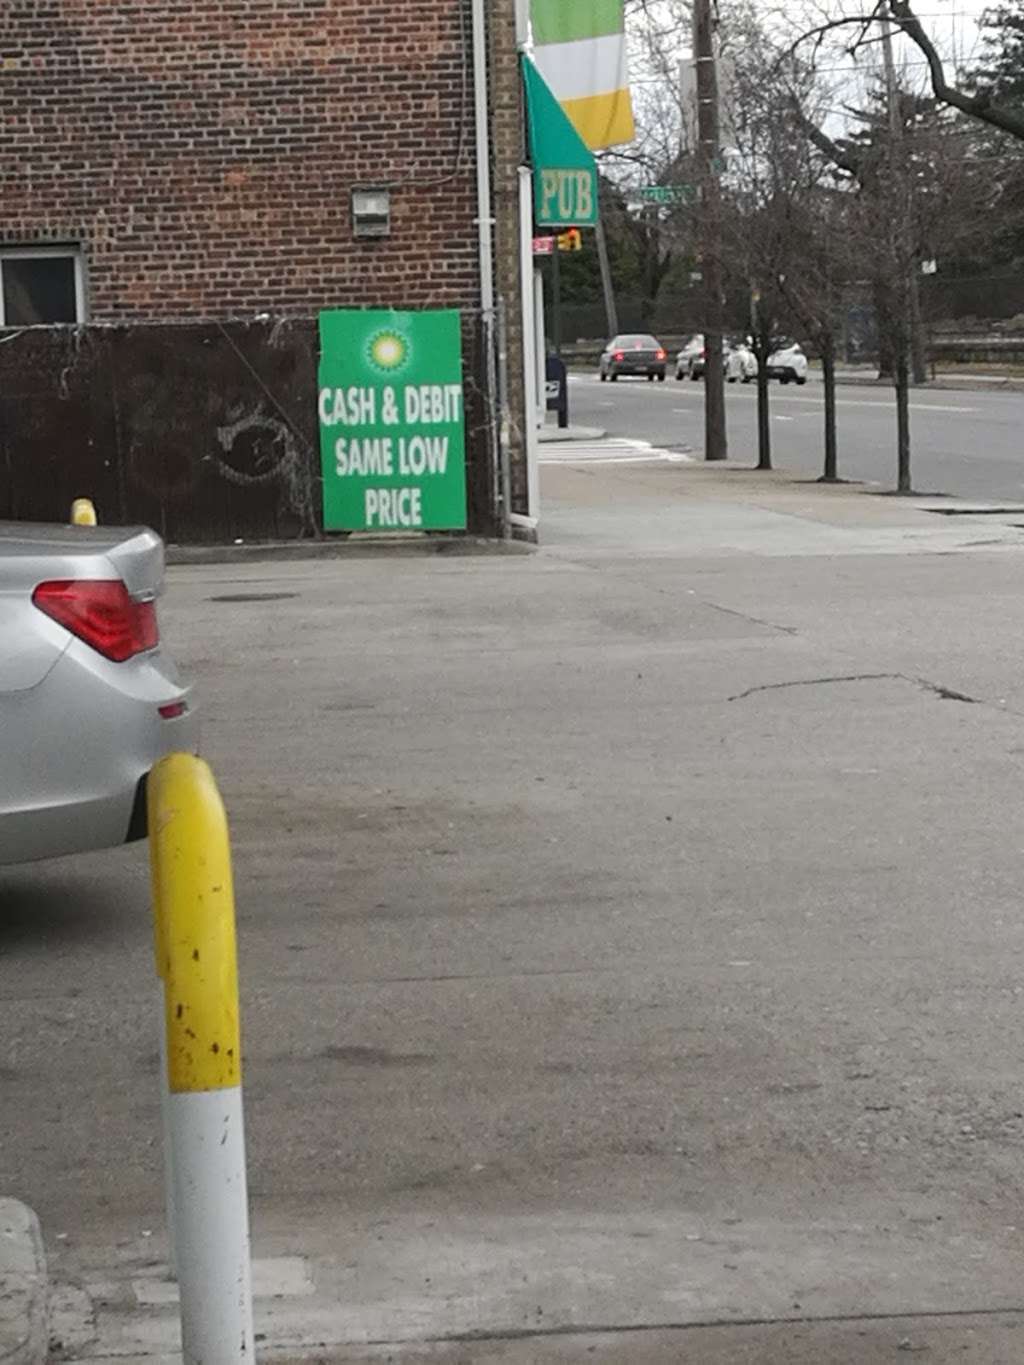 PUB
CASH & DEBIT
SAME LOW
PRICE